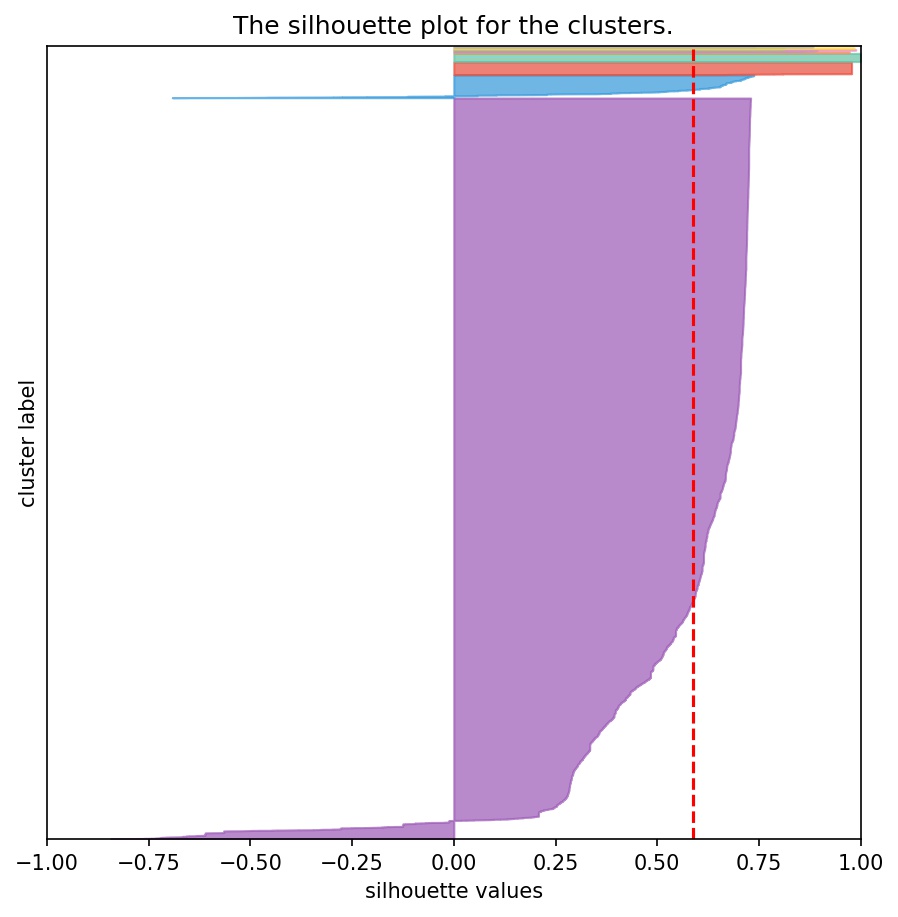 The silhouette plot for the clusters.
cluster label
−1.00 −0.75 −0.50 −0.25 0.00 0.25 0.50 0.75 1.00
silhouette values